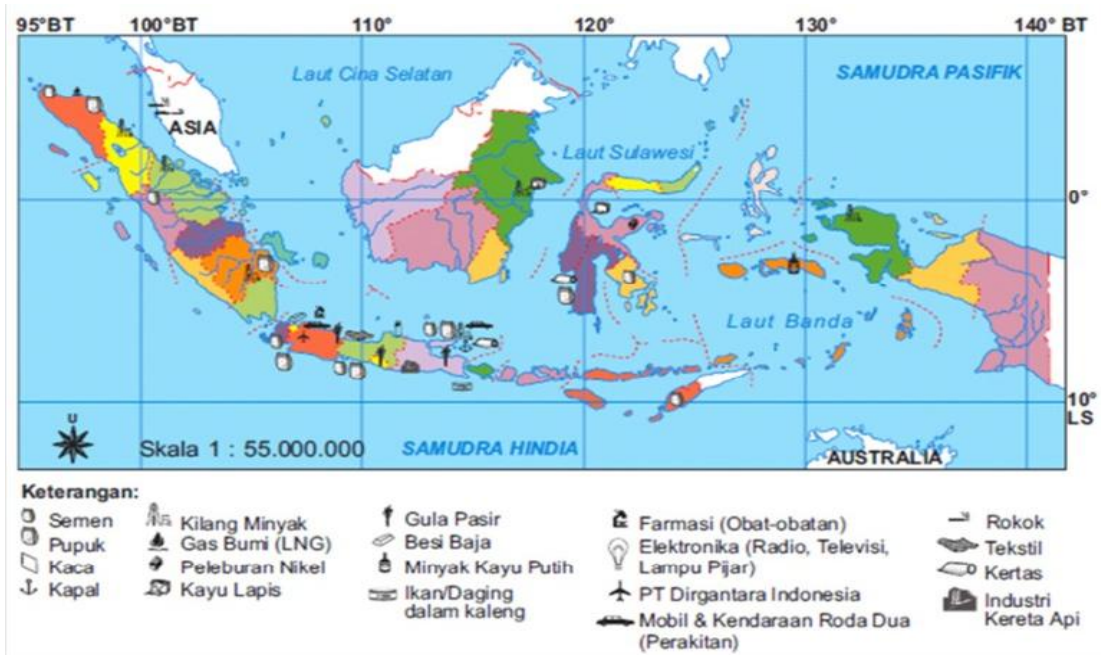 95°BT 100°BT 110° 120° 130° 140° BT
Laut Cina Selatan
SAMUDRA PASIFIK
ASIA
Laut Sulawesi
0°
Laut Banda
10°
LS
U
Skala 1 : 55.000.000
SAMUDRA HINDIA
AUSTRALIA
Keterangan:
Semen
Pupuk
Kaca
Kapal
Kilang Minyak
Gas Bumi (LNG)
Peleburan Nikel
Kayu Lapis
Gula Pasir
Besi Baja
Minyak Kayu Putih
Ikan/Daging
dalam kaleng
Farmasi (Obat-obatan)
Elektronika (Radio, Televisi,
Lampu Pijar)
PT Dirgantara Indonesia
Mobil & Kendaraan Roda Dua
(Perakitan)
Rokok
Tekstil
Kertas
Industri
Kereta Api